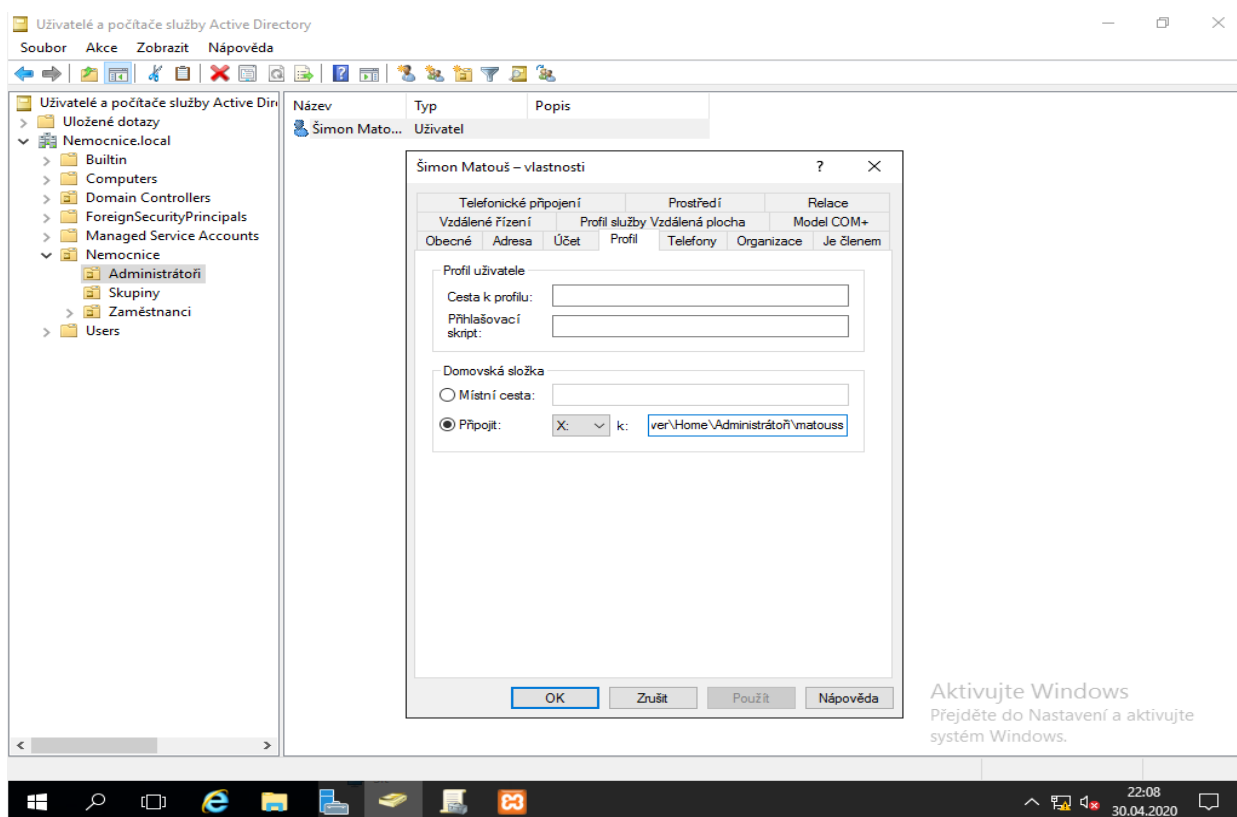 Uživatelé a počítače služby Active Directory
Soubor Akce Zobrazit Nápověda
Uživatelé a počítače služby Active Dire
Uložené dotazy
Nemocnice.local
Builtin
Computers
Domain Controllers
ForeignSecurityPrincipals
Managed Service Accounts
Nemocnice
Administrátoři
Skupiny
Zaměstnanci
Users
Název Typ Popis
Šimon Mato... Uživatel
Šimon Matouš – vlastnosti
Telefonické připojení Prostředí Relace
Vzdálené řízení Profil služby Vzdálená plocha Model COM+
Obecné Adresa Účet Profil Telefony Organizace Je členem
Profil uživatele
Cesta k profilu:
Přihlašovací
skript:
Domovská složka
Místní cesta:
Připojit: X: k: ver\Home\Administrátoři\matouss
OK Zrušit Použít Nápověda
Aktivujte Windows
Přejděte do Nastavení a aktivujte
systém Windows.
22:08
30.04.2020